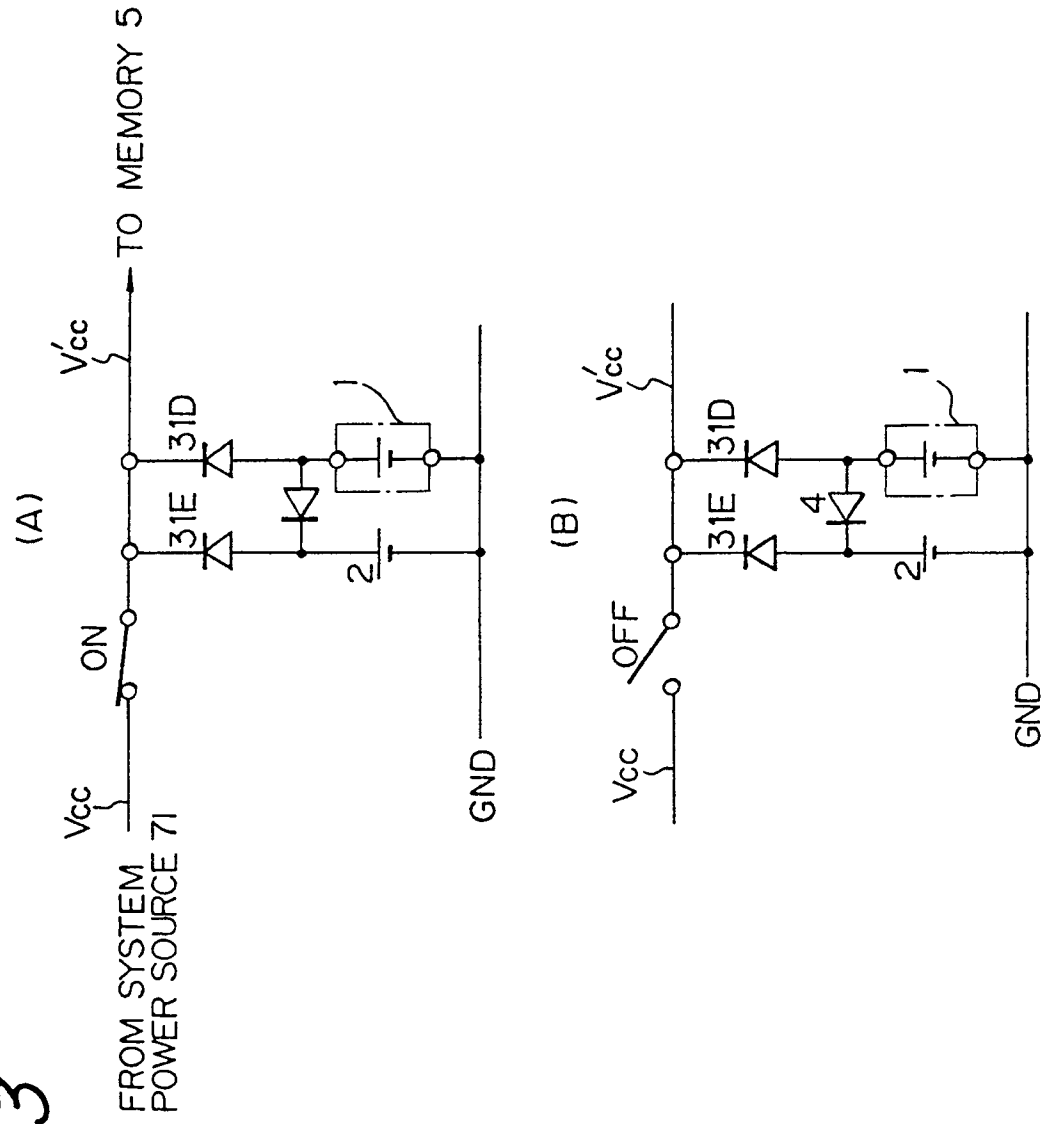 3
(A)
FROM SYSTEM
POWER SOURCE 71
Vcc
ON
V'cc
TO MEMORY 5
31E
31D
2
1
GND
(B)
Vcc
OFF
V'cc
31E
31D
4
2
1
GND